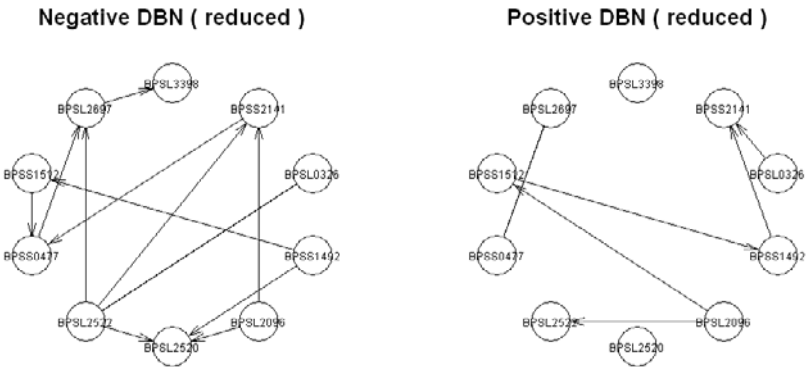 Negative DBN ( reduced )
Positive DBN ( reduced )
BPSL3398
BPSL2697
BPSS2141
BPSS1512
BPSL0326
BPSS0477
BPSS1492
BPSL2522
BPSL2096
BPSL2520
BPSL3398
BPSL2697
BPSS2141
BPSS1512
BPSL0326
BPSS0477
BPSS1492
BPSL2522
BPSL2096
BPSL2520